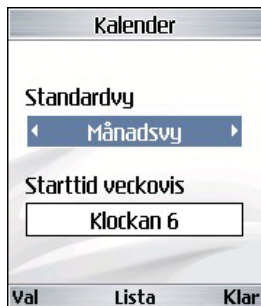 Kalender
Standardvy
Månadsvy
Starttid veckovis
Klockan 6
Val Lista Klar